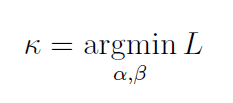 κ = argmin L
α,β